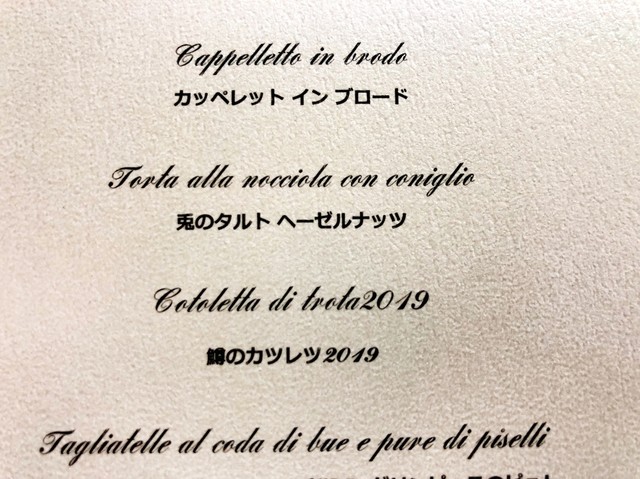 Cappelletto in brodo
カッペレット イン ブロード
Torta alla nocciola con coniglio
兎のタルト ヘーゼルナッツ
Cotoletta di trota2019
鱒のカツレツ2019
Tagliatelle al coda di bue e pure di piselli